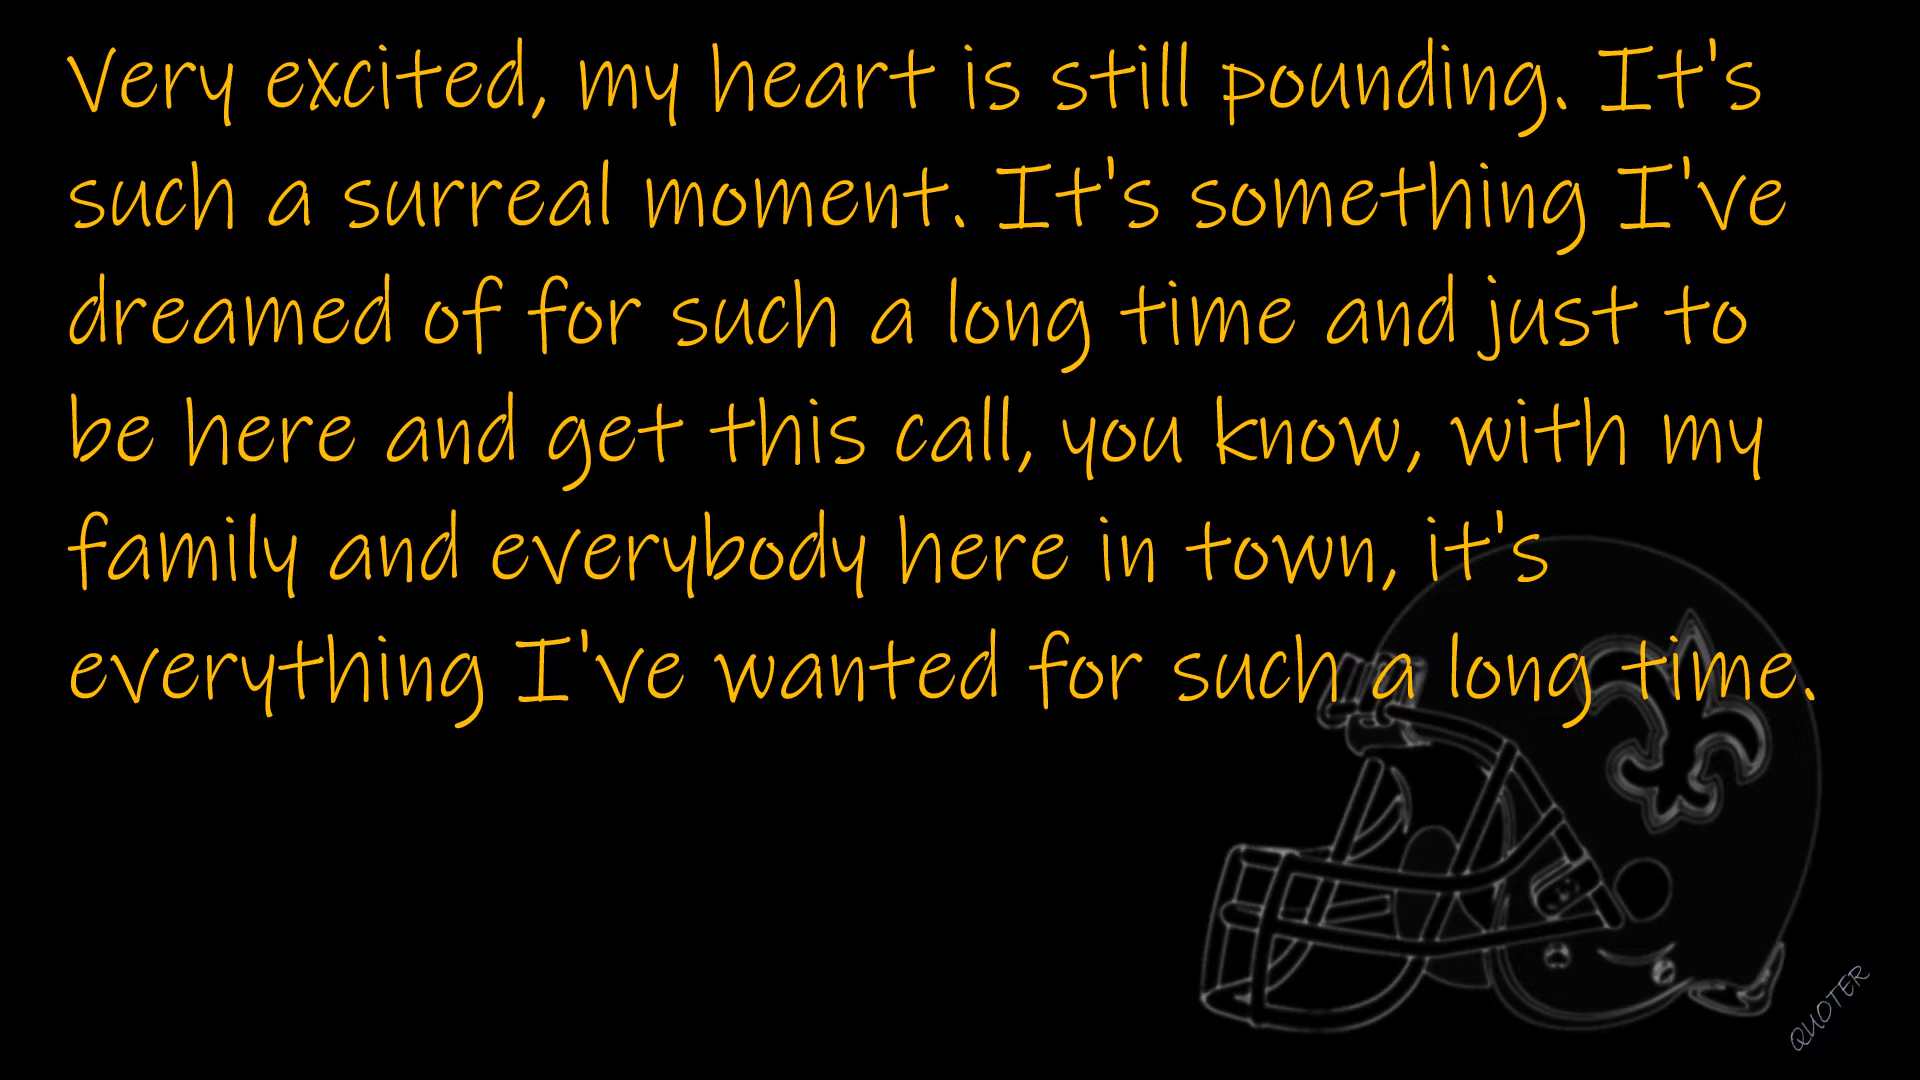 Very excited, my heart is still pounding. It's
such a surreal moment. It's something I've
dreamed of for such a long time and just to
be here and get this call, you know, with my
family and everybody here in town, it's
everything I've wanted for such a long time.
QUOTER